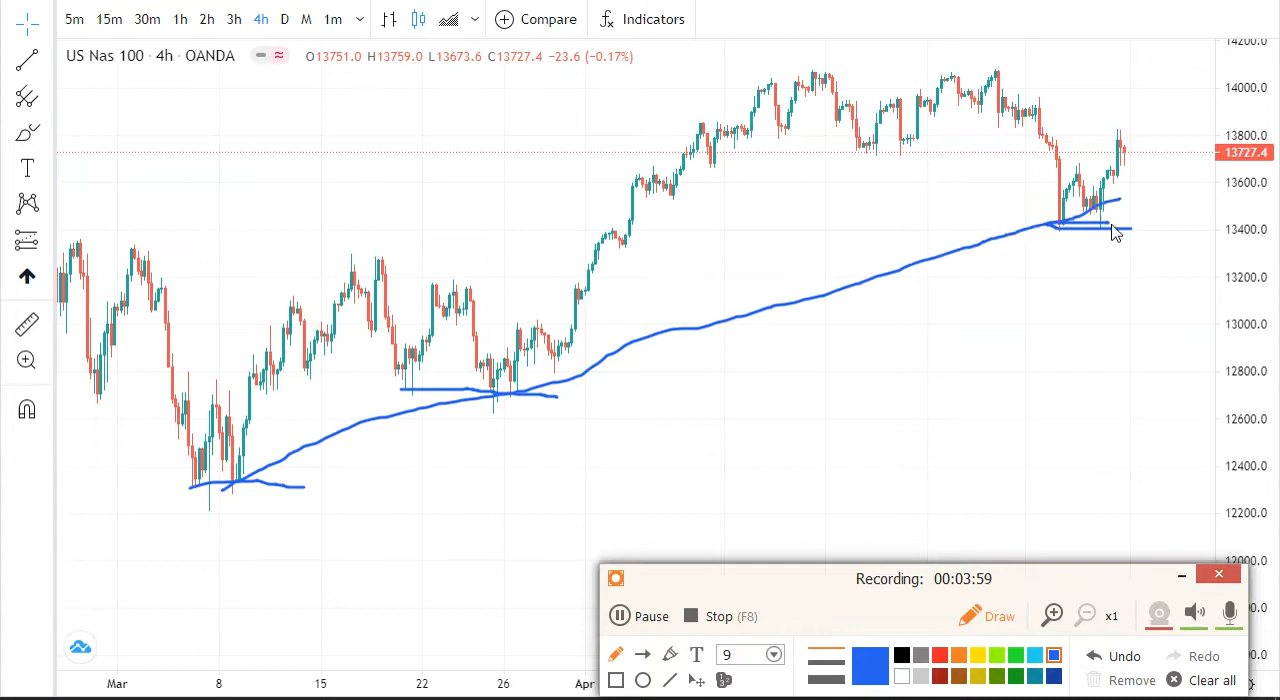 5m 15m 30m 1h 2h 3h 4h D M 1m Compare Indicators
US Nas 100 · 4h · OANDA O13751.0 H13759.0 L13673.6 C13727.4 −23.6 (−0.17%)
14200.0
14000.0
13800.0
13727.4
13600.0
13400.0
13200.0
13000.0
12800.0
12600.0
12400.0
12200.0
12000.0
Recording: 00:03:59
Pause Stop (F8) Draw x1
T 9 Undo Redo
Remove Clear all
Mar 8 15 22 26 Apr